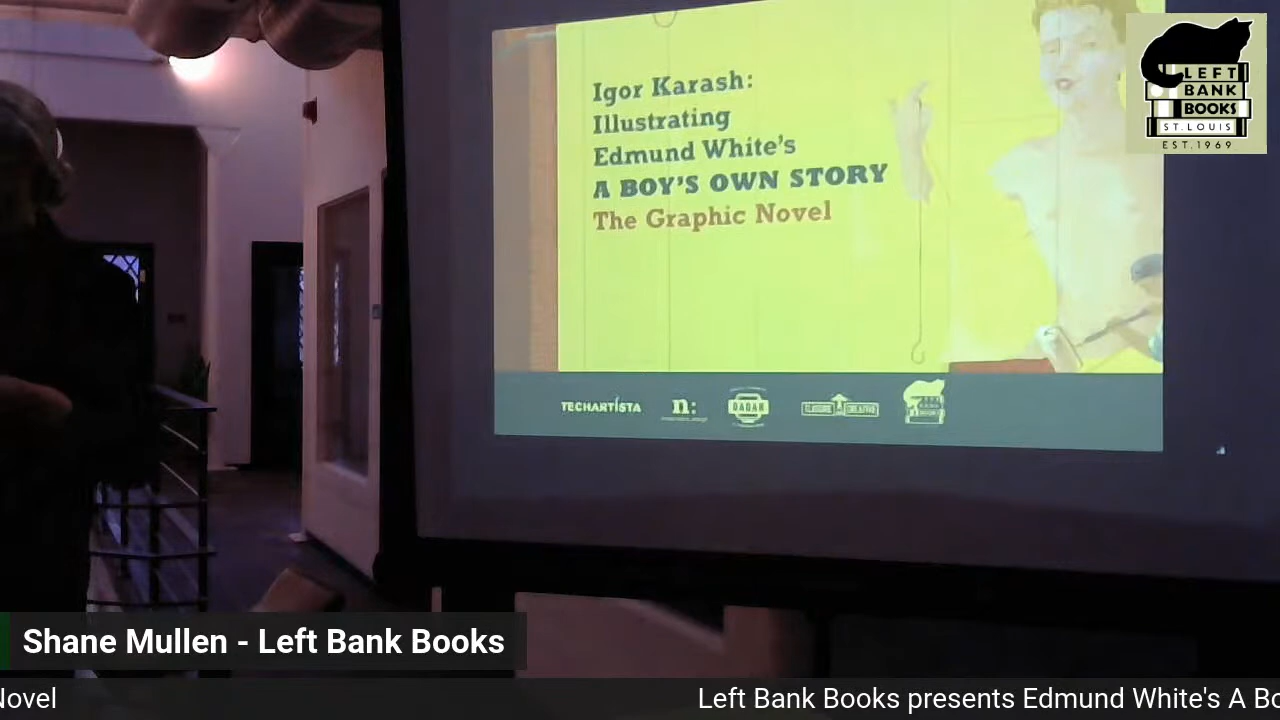 Igor Karash:
Illustrating
Edmund White's
A BOY'S OWN STORY
The Graphic Novel
TECHARTÍSTA
n:
LEFT
BANK
BOOKS
ST. LOUIS
EST. 1969
Shane Mullen - Left Bank Books
Novel
Left Bank Books presents Edmund White's A Bo